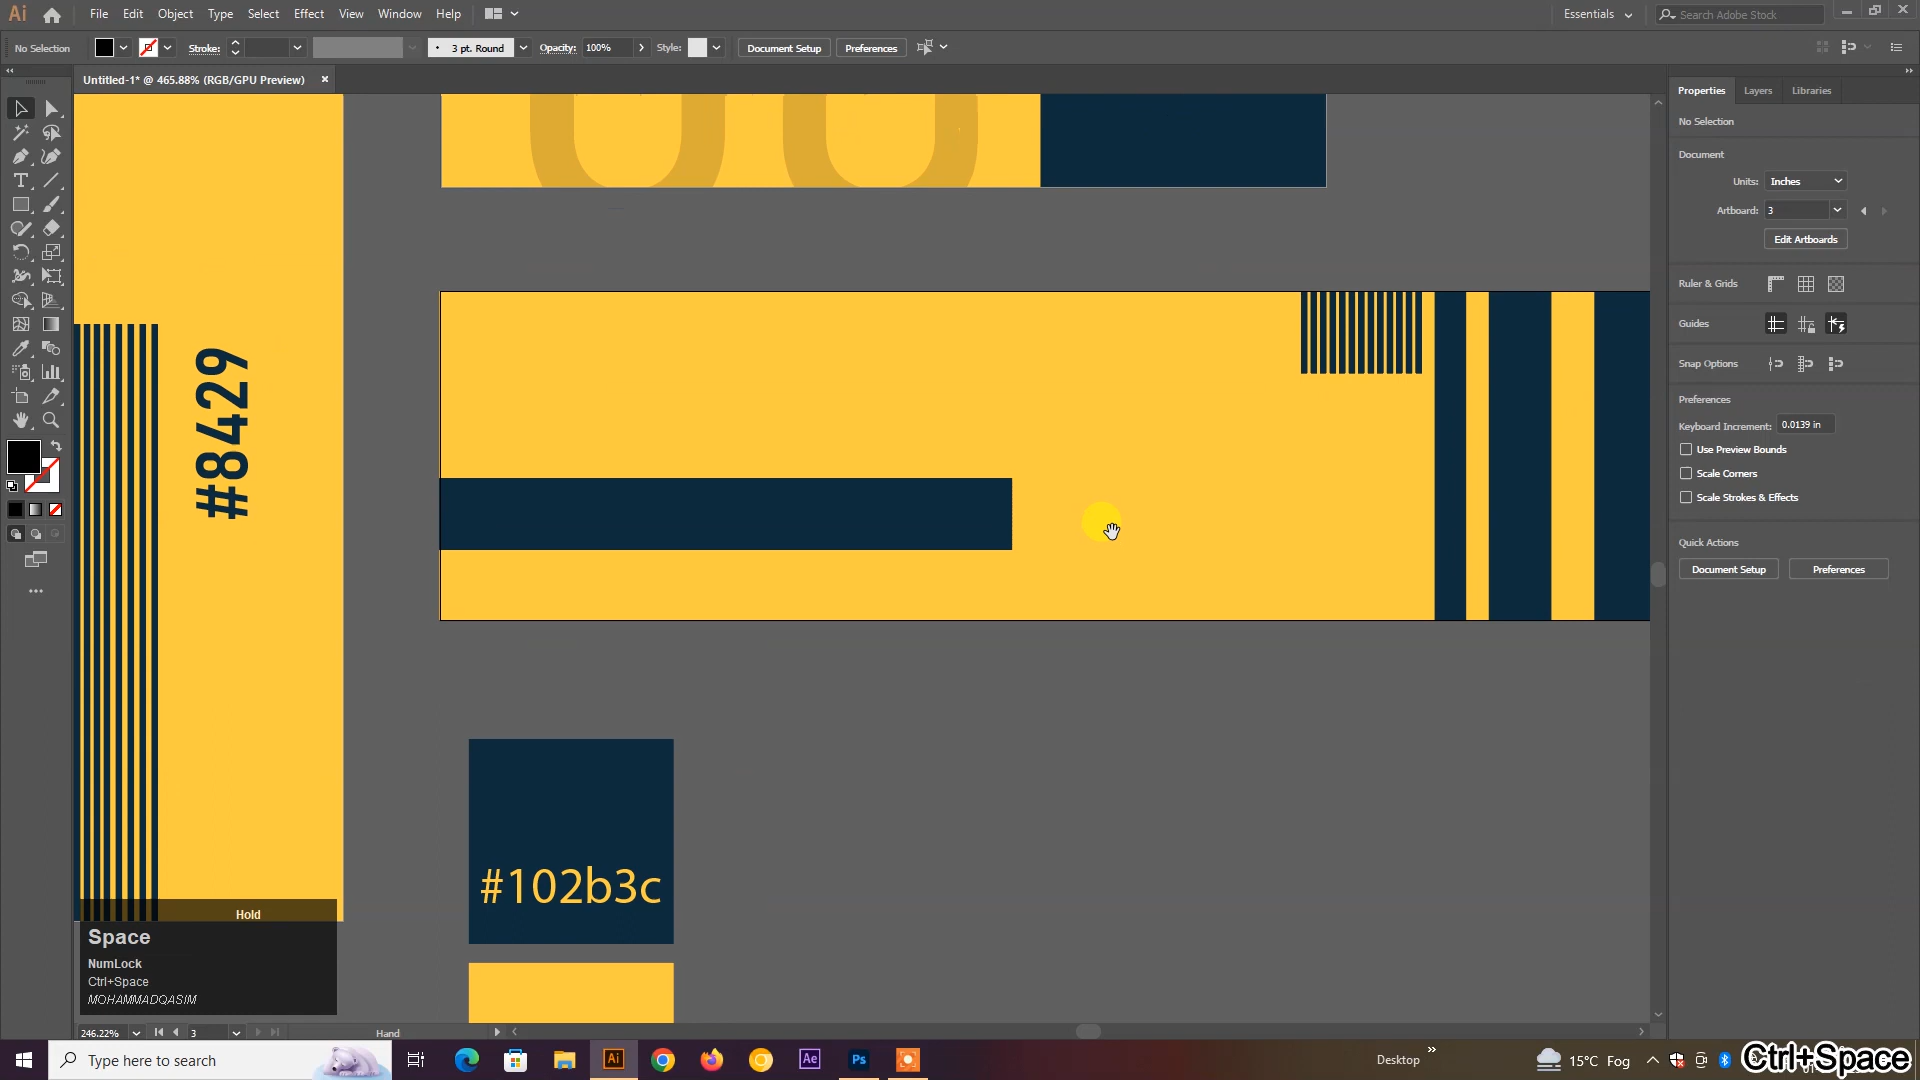 Ai File Edit Object Type Select Effect View Window Help Essentials Search Adobe Stock
No Selection Stroke: 3 pt. Round Opacity: 100% Style: Document Setup Preferences
Untitled-1* @ 465.88% (RGB/GPU Preview)
Properties Layers Libraries
No Selection
Document
Units: Inches
Artboard: 3
Edit Artboards
Ruler & Grids
Guides
Snap Options
Preferences
Keyboard Increment: 0.0139 in
Use Preview Bounds
Scale Corners
Scale Strokes & Effects
Quick Actions
Document Setup Preferences
#8429
#102b3c
Hold
Space
NumLock
Ctrl+Space
MOHAMMADQASIM
246.22% 3 Hand
Type here to search
Ai Ae Ps
Desktop
15°C Fog
Ctrl+Space